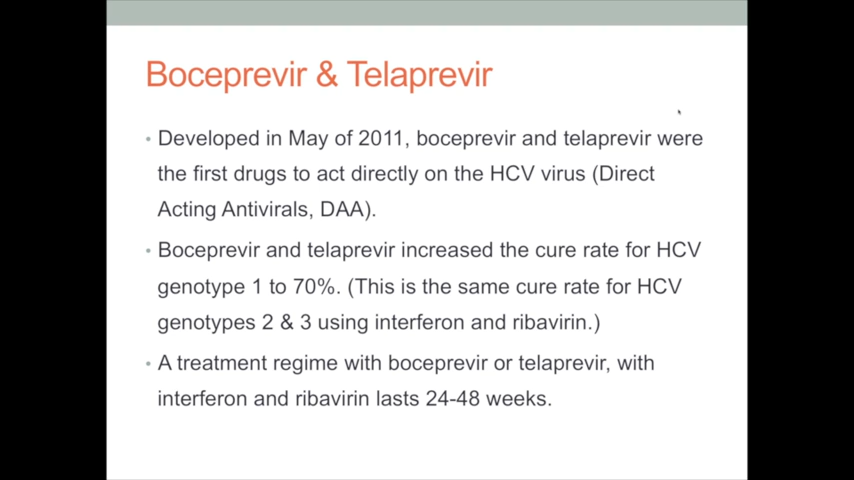 Boceprevir & Telaprevir
• Developed in May of 2011, boceprevir and telaprevir were
the first drugs to act directly on the HCV virus (Direct
Acting Antivirals, DAA).
• Boceprevir and telaprevir increased the cure rate for HCV
genotype 1 to 70%. (This is the same cure rate for HCV
genotypes 2 & 3 using interferon and ribavirin.)
• A treatment regime with boceprevir or telaprevir, with
interferon and ribavirin lasts 24-48 weeks.